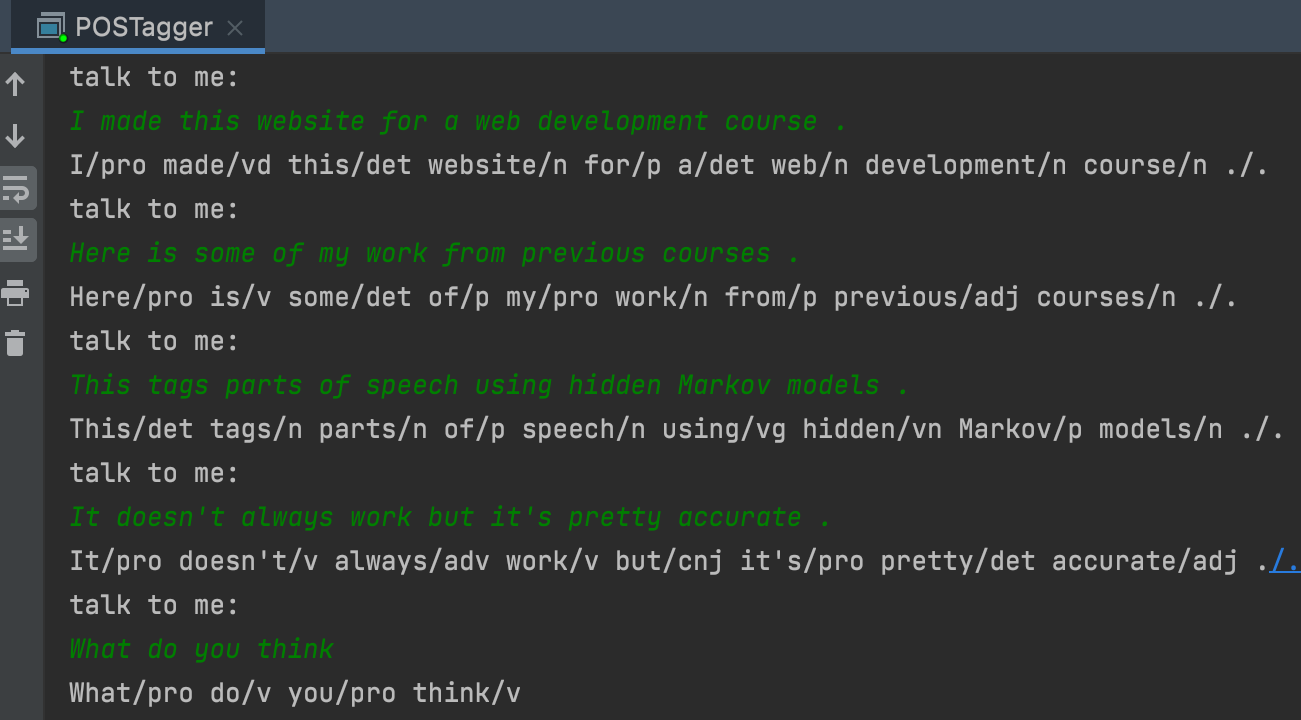 POSTagger
talk to me:
I made this website for a web development course .
I/pro made/vd this/det website/n for/p a/det web/n development/n course/n ./.
talk to me:
Here is some of my work from previous courses .
Here/pro is/v some/det of/p my/pro work/n from/p previous/adj courses/n ./.
talk to me:
This tags parts of speech using hidden Markov models .
This/det tags/n parts/n of/p speech/n using/vg hidden/vn Markov/p models/n ./.
talk to me:
It doesn't always work but it's pretty accurate .
It/pro doesn't/v always/adv work/v but/cnj it's/pro pretty/det accurate/adj ./.
talk to me:
What do you think
What/pro do/v you/pro think/v